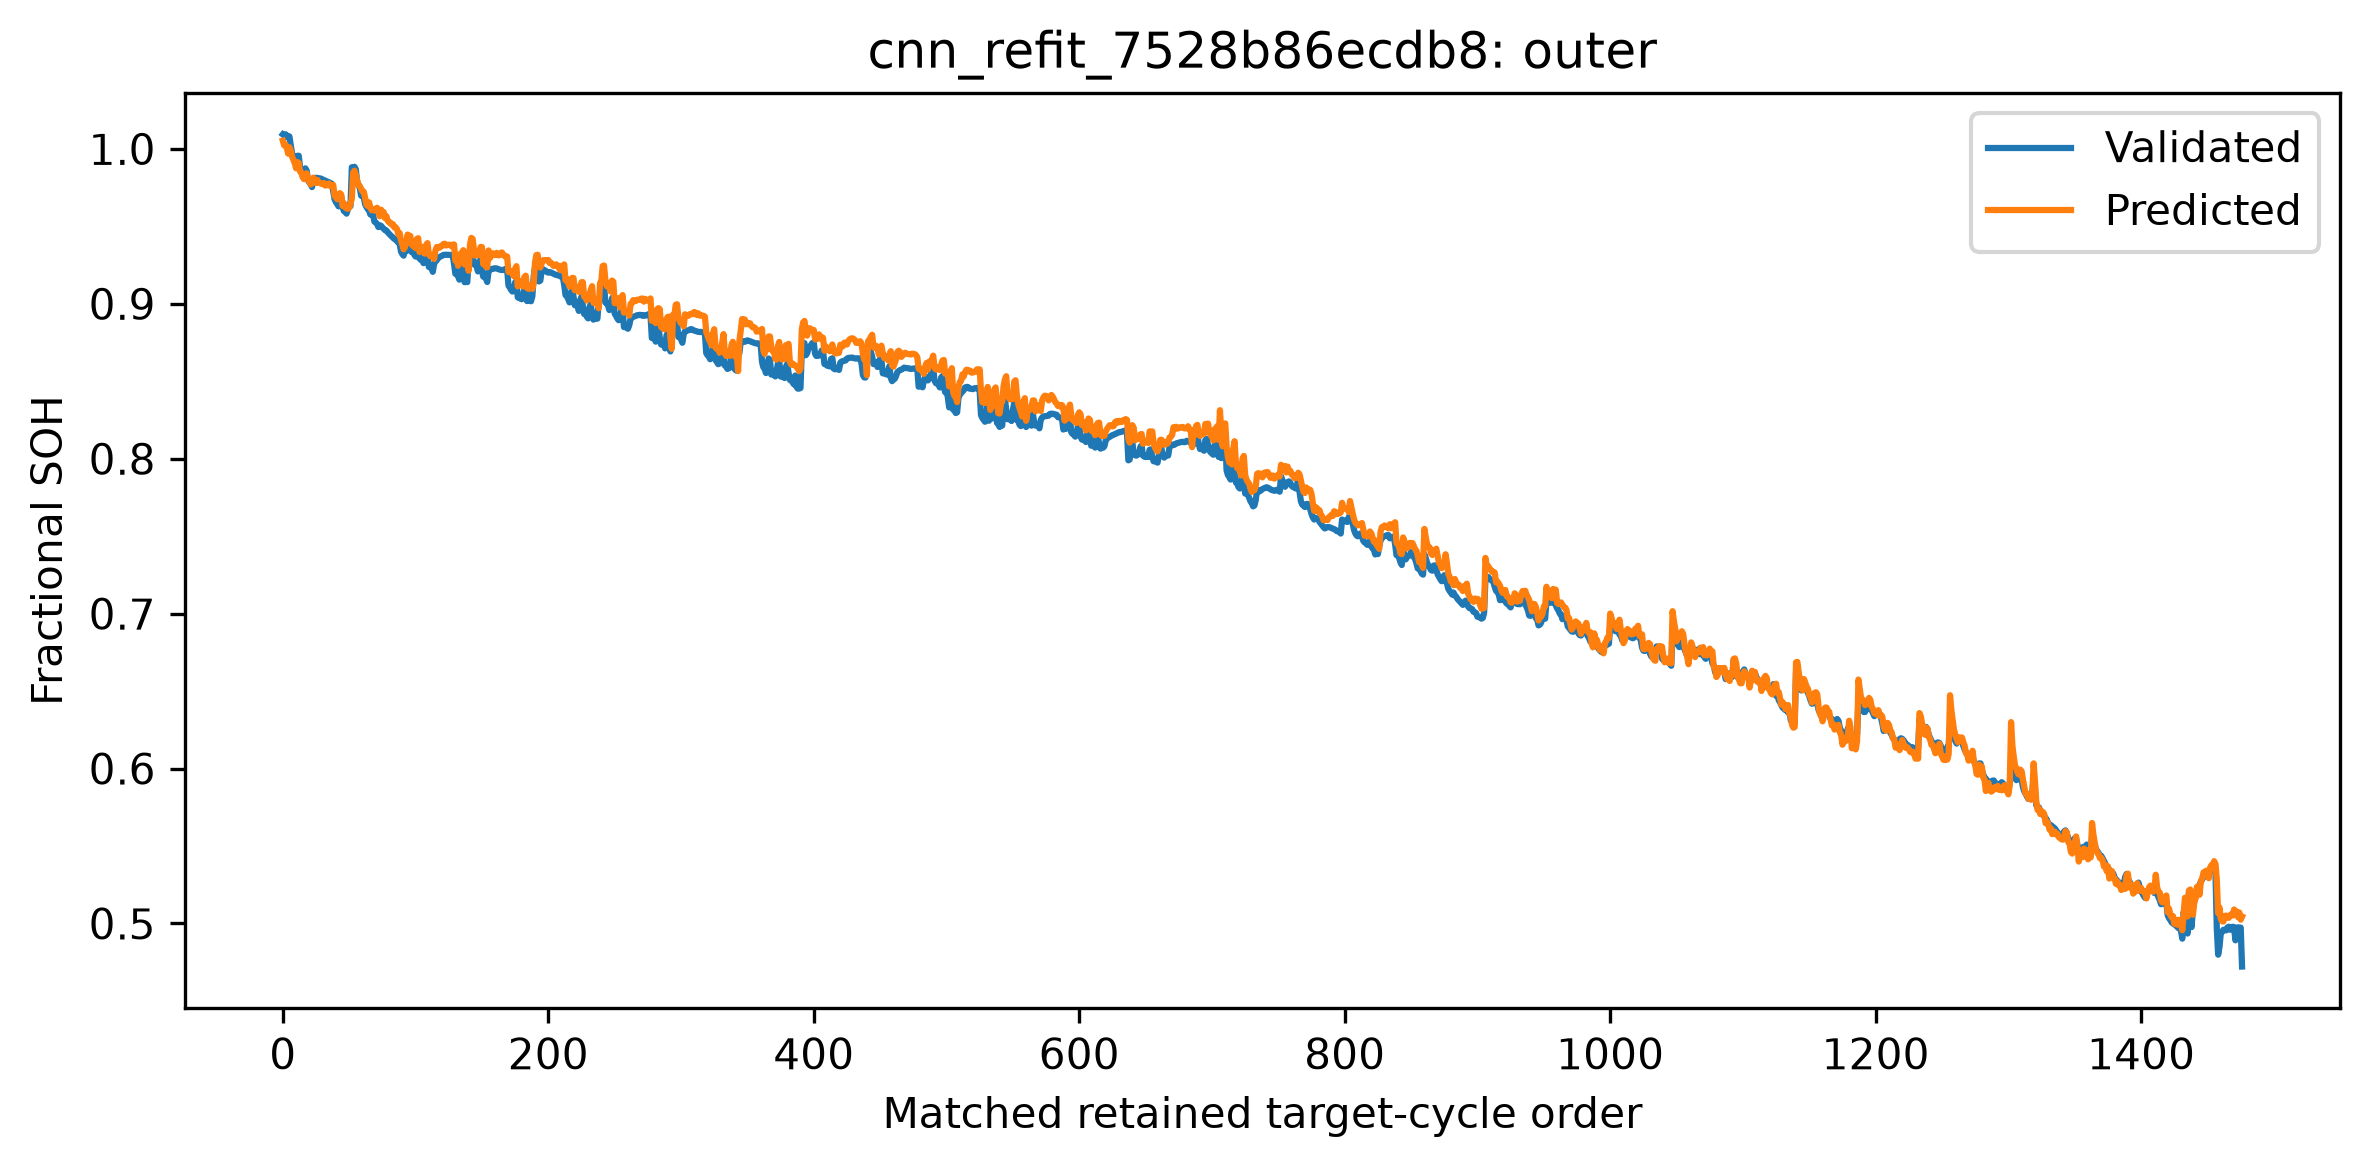 cnn_refit_7528b86ecdb8: outer
Validated
Predicted
Fractional SOH
1.0
0.9
0.8
0.7
0.6
0.5
0 200 400 600 800 1000 1200 1400
Matched retained target-cycle order